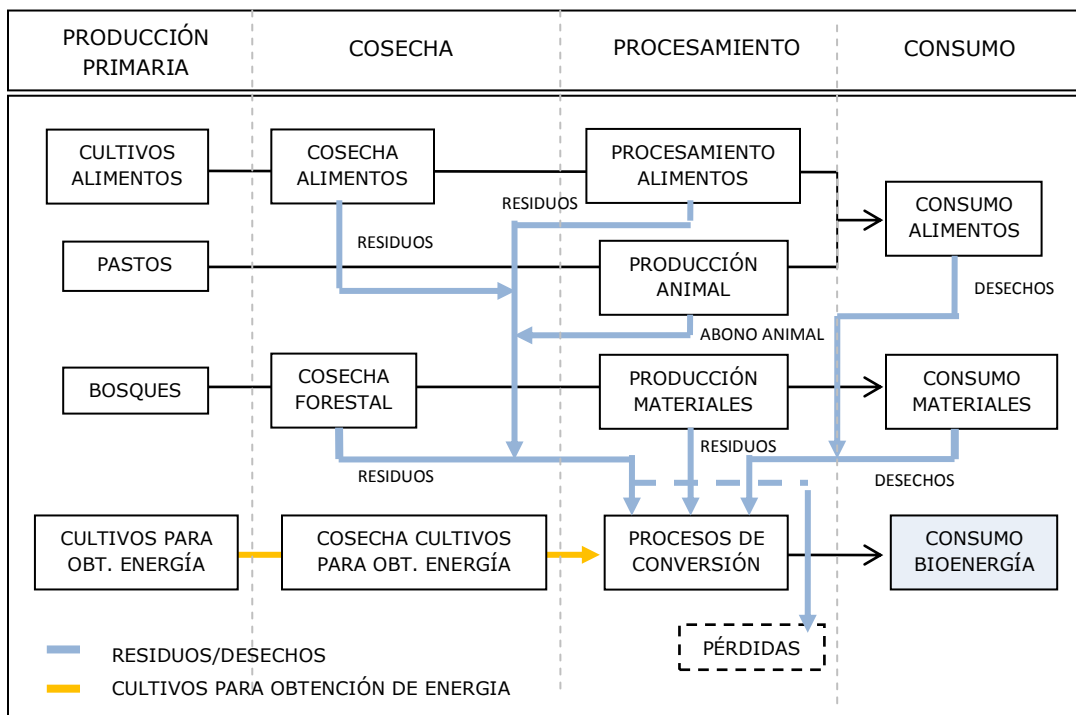 PRODUCCIÓN
PRIMARIA
COSECHA
PROCESAMIENTO
CONSUMO
CULTIVOS
ALIMENTOS
COSECHA
ALIMENTOS
PROCESAMIENTO
ALIMENTOS
RESIDUOS
RESIDUOS
CONSUMO
ALIMENTOS
PASTOS
PRODUCCIÓN
ANIMAL
DESECHOS
ABONO ANIMAL
BOSQUES
COSECHA
FORESTAL
PRODUCCIÓN
MATERIALES
CONSUMO
MATERIALES
RESIDUOS
RESIDUOS
DESECHOS
CULTIVOS PARA
OBT. ENERGÍA
COSECHA CULTIVOS
PARA OBT. ENERGÍA
PROCESOS DE
CONVERSIÓN
CONSUMO
BIOENERGÍA
PÉRDIDAS
RESIDUOS/DESECHOS
CULTIVOS PARA OBTENCIÓN DE ENERGIA